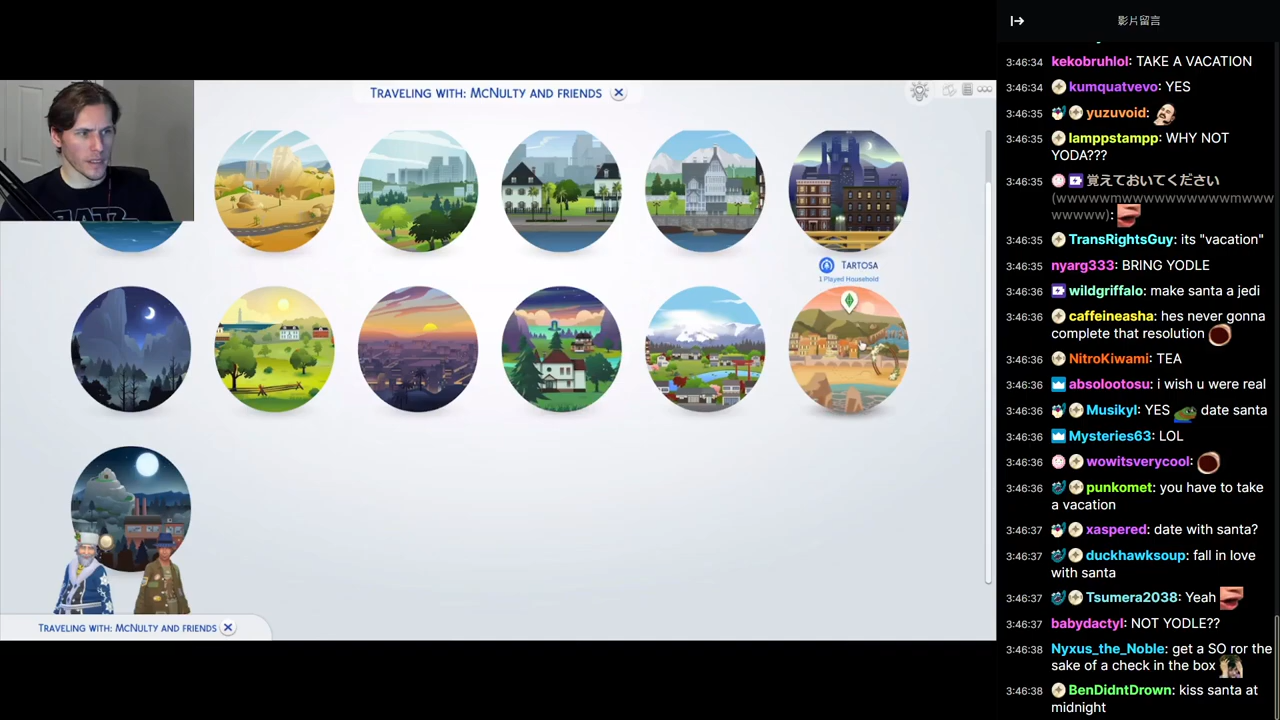 TRAVELING WITH: MCNULTY AND FRIENDS
TARTOSA
1 Played Household
TRAVELING WITH: MCNULTY AND FRIENDS
影片留言
3:46:34 kekobruhlol: TAKE A VACATION
3:46:34 kumquatvevo: YES
3:46:35 yuzuvoid:
3:46:35 lamppstampp: WHY NOT
YODA???
3:46:35 覚えておいてください
(wwwwwmwwwwwwwwwmwww
wwwwww):
3:46:35 TransRightsGuy: its "vacation"
3:46:35 nyarg333: BRING YODLE
3:46:36 wildgriffalo: make santa a jedi
3:46:36 caffeineasha: hes never gonna
complete that resolution
3:46:36 NitroKiwami: TEA
3:46:36 absolootosu: i wish u were real
3:46:36 Musikyl: YES date santa
3:46:36 Mysteries63: LOL
3:46:36 wowitsverycool:
3:46:36 punkomet: you have to take
a vacation
3:46:37 xaspered: date with santa?
3:46:37 duckhawksoup: fall in love
with santa
3:46:37 Tsumera2038: Yeah
3:46:37 babydactyl: NOT YODLE??
3:46:38 Nyxus_the_Noble: get a SO ror the
sake of a check in the box
3:46:38 BenDidntDrown: kiss santa at
midnight